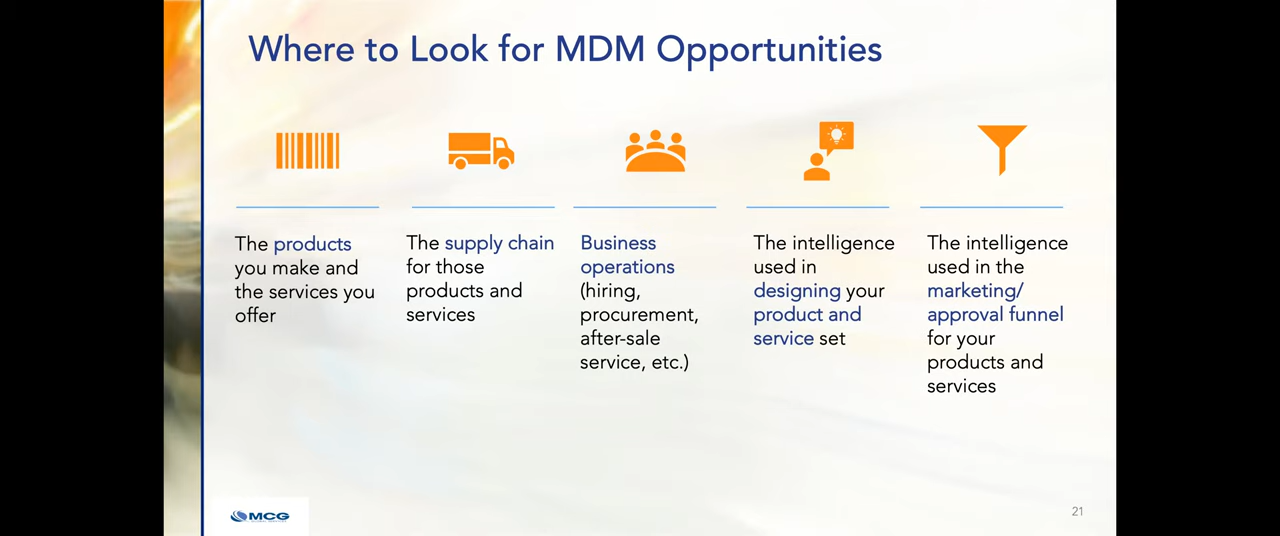 Where to Look for MDM Opportunities
The products
you make and
the services you
offer
The supply chain
for those
products and
services
Business
operations
(hiring,
procurement,
after-sale
service, etc.)
The intelligence
used in
designing your
product and
service set
The intelligence
used in the
marketing/
approval funnel
for your
products and
services
MCG
21